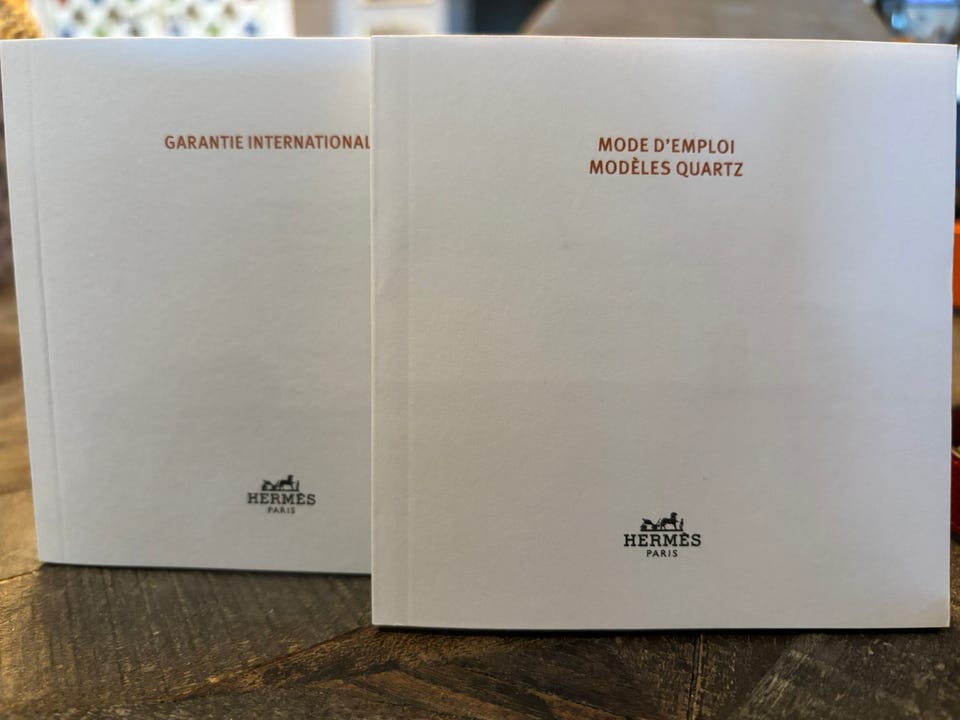 GARANTIE INTERNATIONAL
HERMÈS
PARIS
MODE D'EMPLOI
MODÈLES QUARTZ
HERMÈS
PARIS